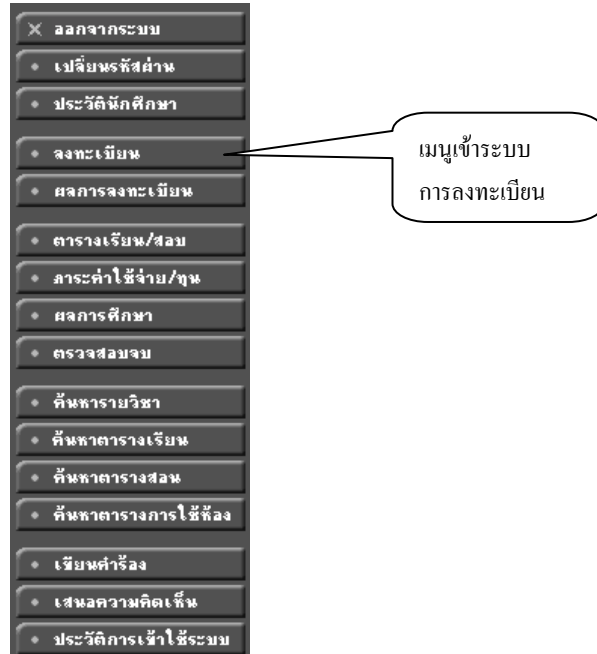 ออกจากระบบ
เปลี่ยนรหัสผ่าน
ประวัตินักศึกษา
ลงทะเบียน
ผลการลงทะเบียน
ตารางเรียน/สอบ
ภาระค่าใช้จ่าย/ทุน
ผลการศึกษา
ตรวจสอบจบ
ค้นหารายวิชา
ค้นหาตารางเรียน
ค้นหาตารางสอน
ค้นหาตารางการใช้ห้อง
เขียนคำร้อง
เสนอความคิดเห็น
ประวัติการเข้าใช้ระบบ
เมนูเข้าระบบ
การลงทะเบียน